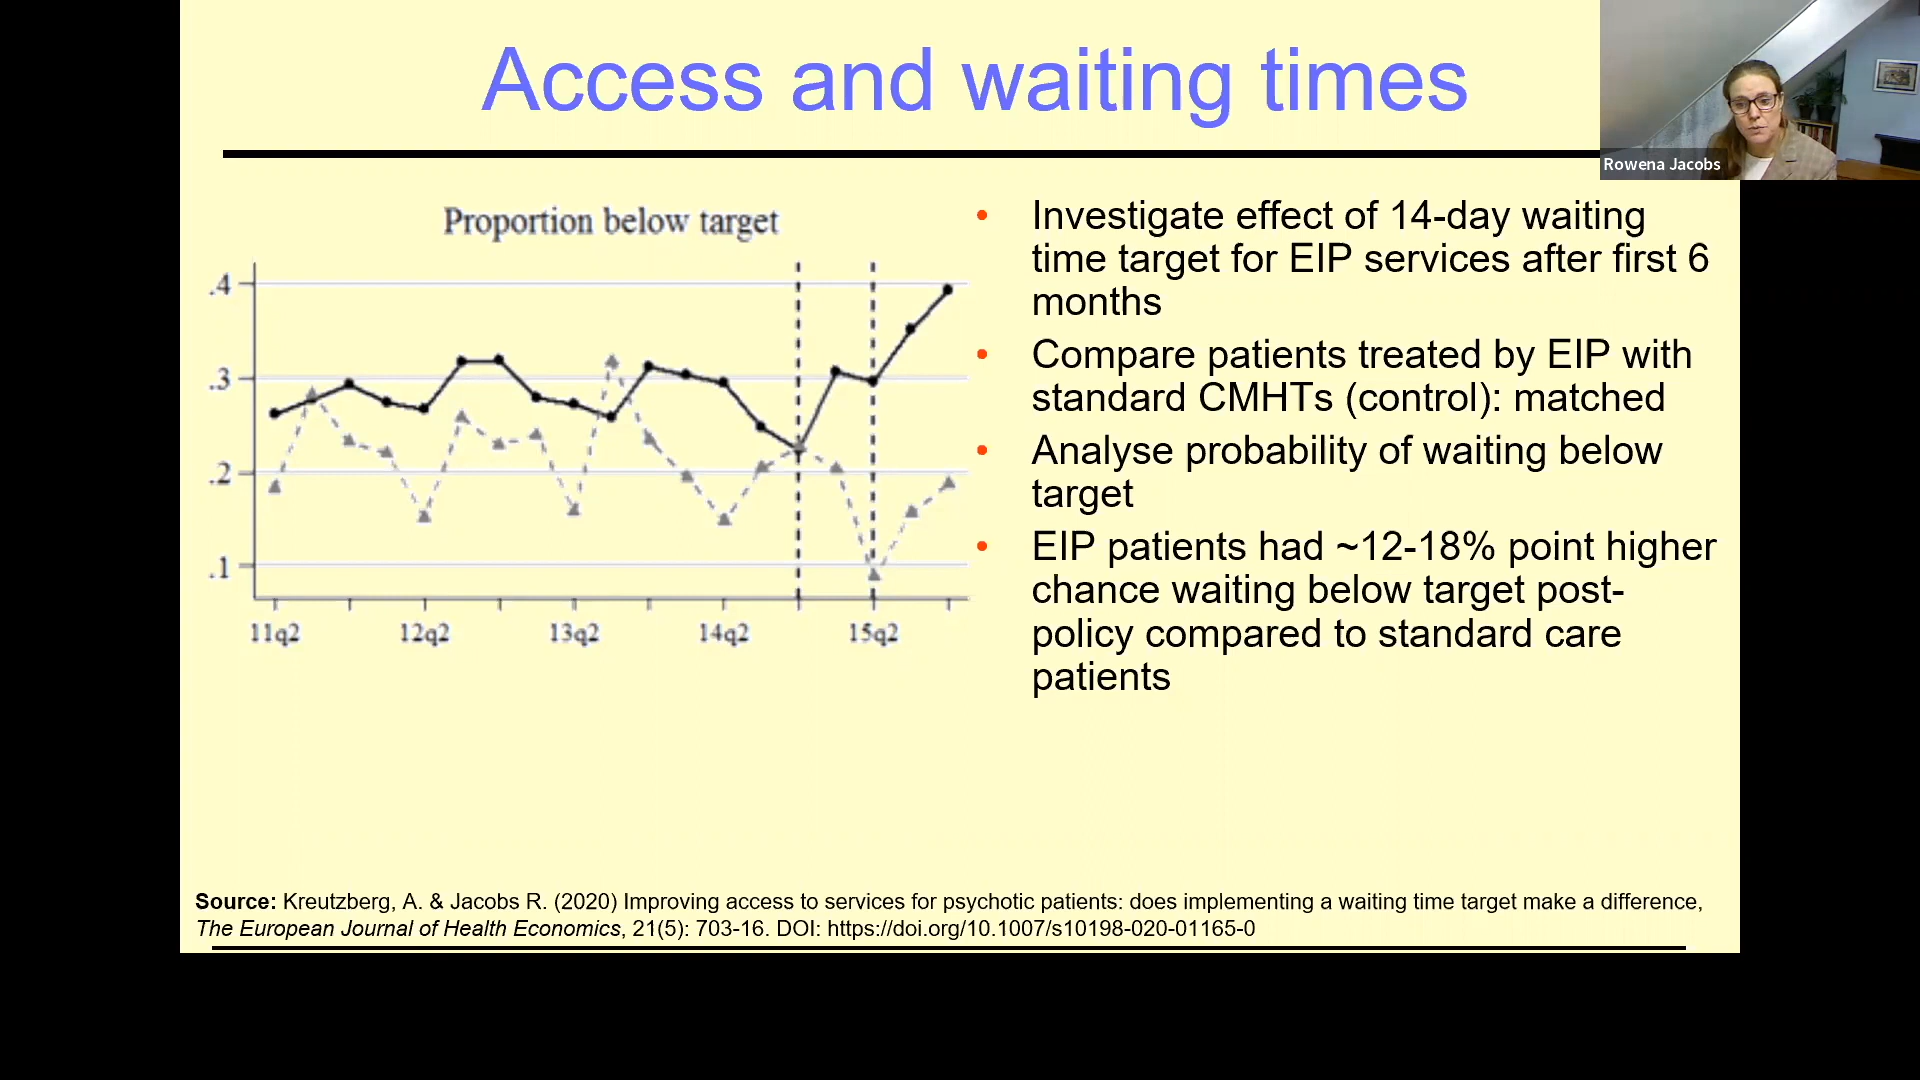 Access and waiting times
Rowena Jacobs
Proportion below target
.4
.3
.2
.1
11q2 12q2 13q2 14q2 15q2
• Investigate effect of 14-day waiting
time target for EIP services after first 6
months
• Compare patients treated by EIP with
standard CMHTs (control): matched
• Analyse probability of waiting below
target
• EIP patients had ~12-18% point higher
chance waiting below target post-
policy compared to standard care
patients
Source: Kreutzberg, A. & Jacobs R. (2020) Improving access to services for psychotic patients: does implementing a waiting time target make a difference,
The European Journal of Health Economics, 21(5): 703-16. DOI: https://doi.org/10.1007/s10198-020-01165-0